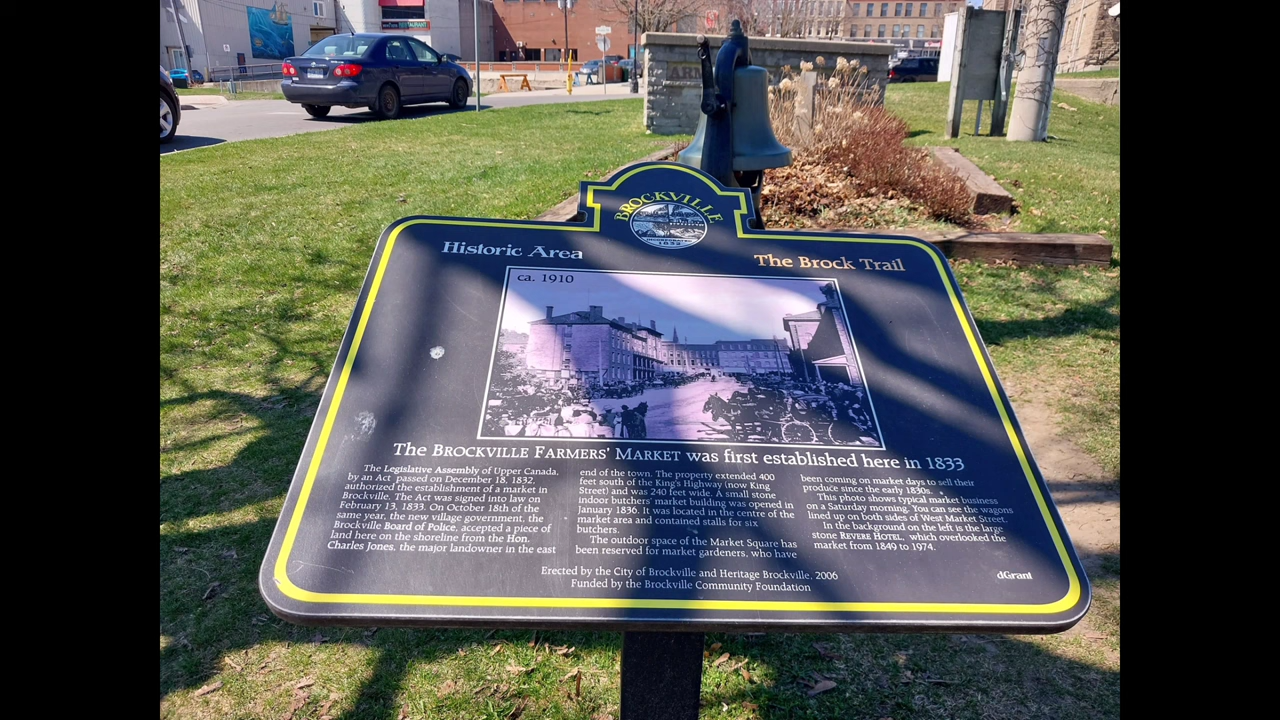 RESTAURANT
ARM
BROCKVILLE
INCORPORATED
1832
Historic Area
The Brock Trail
ca. 1910
The BROCKVILLE FARMERS' MARKET was first established here in 1833
The Legislative Assembly of Upper Canada,
by an Act passed on December 18, 1832,
authorized the establishment of a market in
Brockville. The Act was signed into law on
February 13, 1833. On October 18th of the
same year, the new village government, the
Brockville Board of Police, accepted a piece of
land here on the shoreline from the Hon.
Charles Jones, the major landowner in the east
end of the town. The property extended 400
feet south of the King's Highway (now King
Street) and was 240 feet wide. A small stone
indoor butchers' market building was opened in
January 1836. It was located in the centre of the
market area and contained stalls for six
butchers.
The outdoor space of the Market Square has
been reserved for market gardeners, who have
been coming on market days to sell their
produce since the early 1830s.
This photo shows typical market business
on a Saturday morning. You can see the wagons
lined up on both sides of West Market Street.
In the background on the left is the large
stone REVERE HOTEL, which overlooked the
market from 1849 to 1974.
Erected by the City of Brockville and Heritage Brockville, 2006
Funded by the Brockville Community Foundation
dGrant